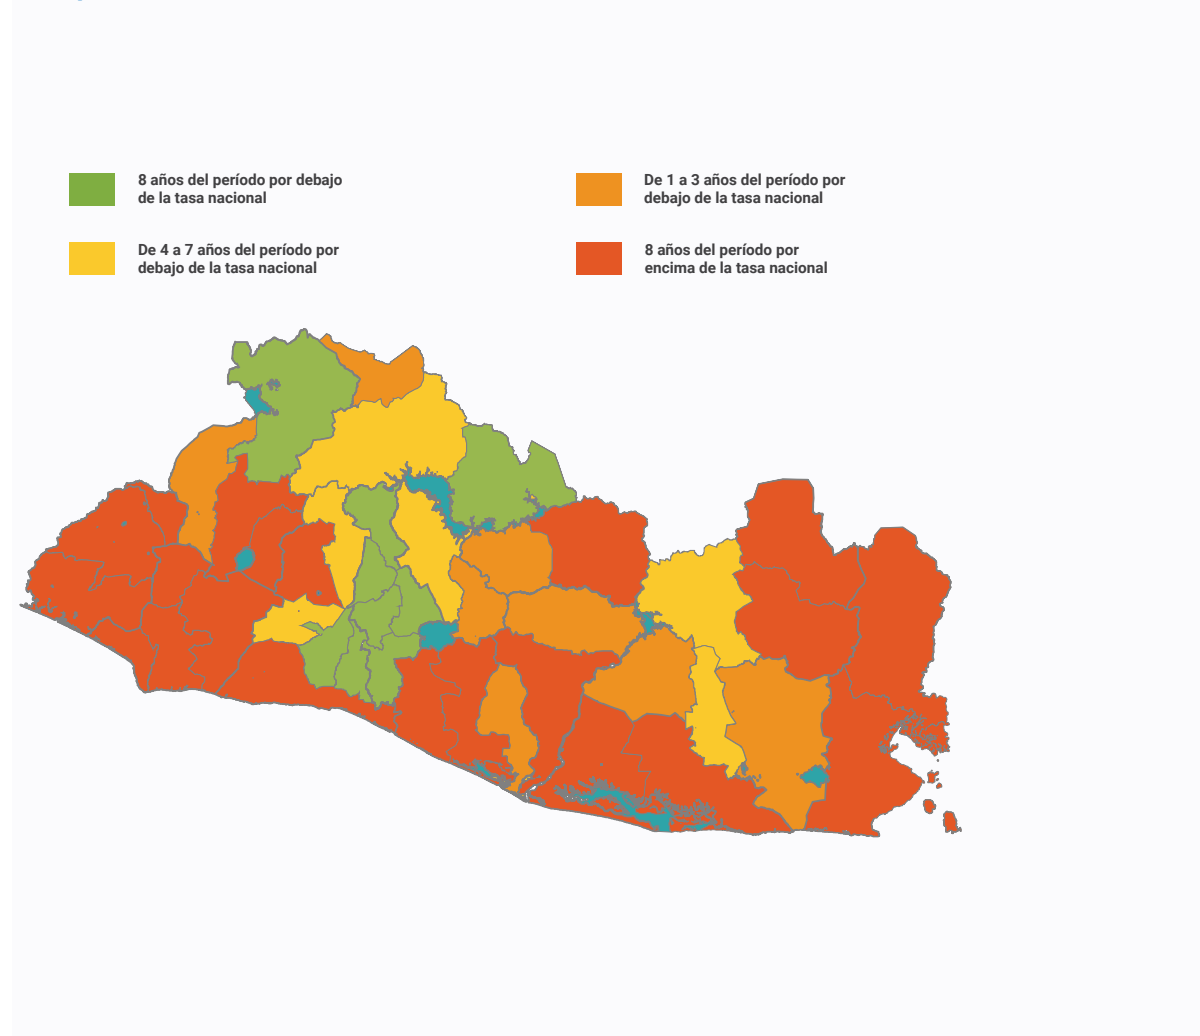 8 años del período por debajo
de la tasa nacional
De 1 a 3 años del período por
debajo de la tasa nacional
De 4 a 7 años del período por
debajo de la tasa nacional
8 años del período por
encima de la tasa nacional